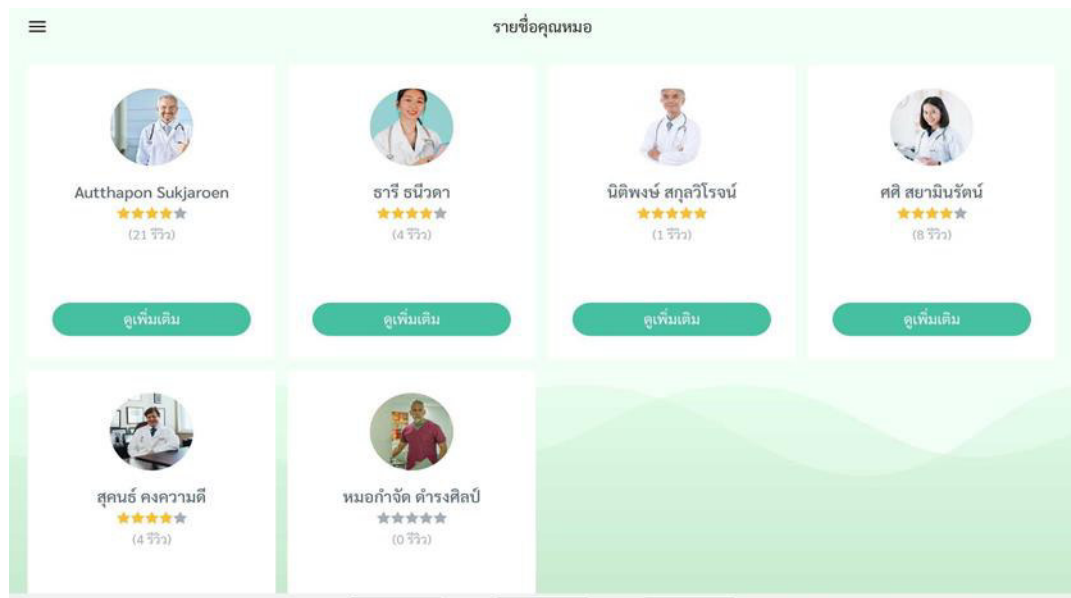 รายชื่อคุณหมอ
Autthapon Sukjaroen
(21 รีวิว)
ดูเพิ่มเติม
ธารี ธนีวดา
(4 รีวิว)
ดูเพิ่มเติม
นิติพงษ์ สกุลวิโรจน์
(1 รีวิว)
ดูเพิ่มเติม
ศศิ สยามินรัตน์
(8 รีวิว)
ดูเพิ่มเติม
สุคนธ์ คงความดี
(4 รีวิว)
หมอกำจัด ดำรงศิลป์
(0 รีวิว)